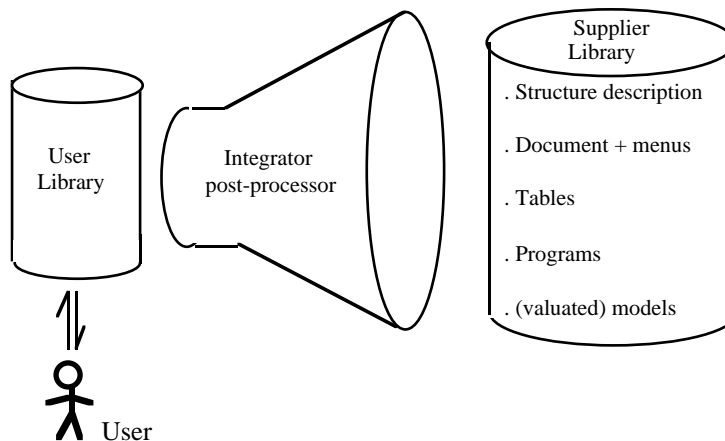 User
Library
Integrator
post-processor
Supplier
Library
. Structure description
. Document + menus
. Tables
. Programs
. (valuated) models
User